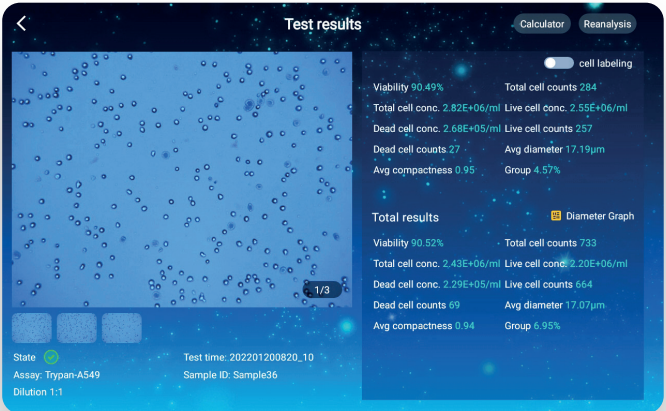 Test results
Calculator
Reanalysis
cell labeling
Viability 90.49% Total cell counts 284
Total cell conc. 2.82E+06/ml Live cell conc. 2.55E+06/ml
Dead cell conc. 2.68E+05/ml Live cell counts 257
Dead cell counts 27 Avg diameter 17.19μm
Avg compactness 0.95 Group 4.57%
Total results Diameter Graph
Viability 90.52% Total cell counts 733
Total cell conc. 2.43E+06/ml Live cell conc. 2.20E+06/ml
Dead cell conc. 2.29E+05/ml Live cell counts 664
Dead cell counts 69 Avg diameter 17.07μm
Avg compactness 0.94 Group 6.95%
1/3
State Test time: 202201200820_10
Assay: Trypan-A549 Sample ID: Sample36
Dilution 1:1